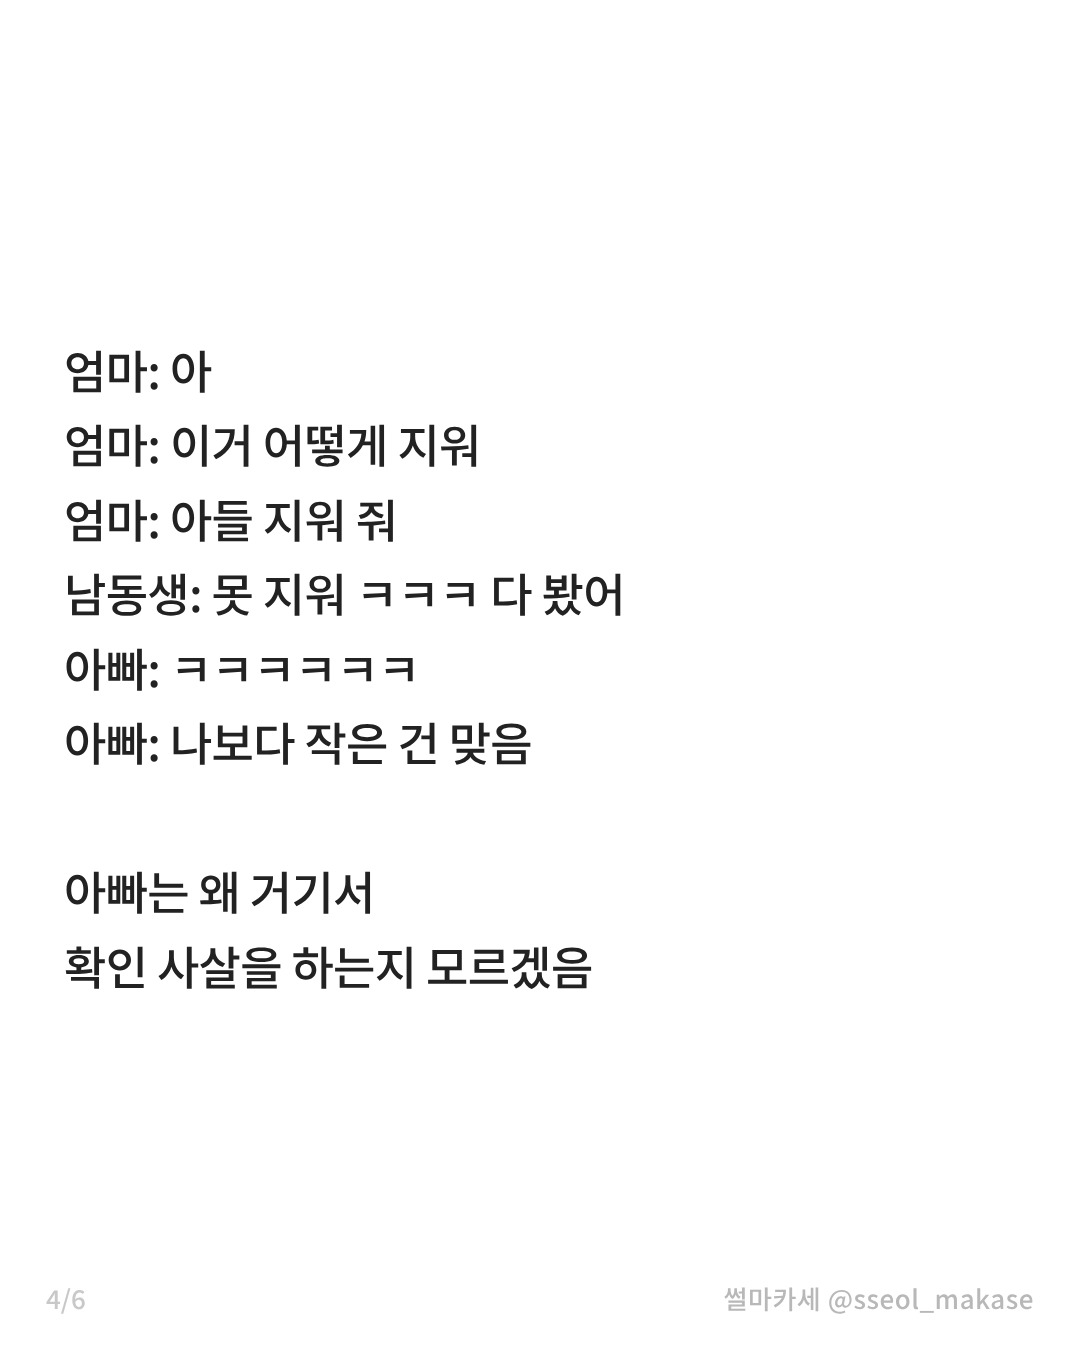 엄마: 아
엄마: 이거 어떻게 지워
엄마: 아들 지워 줘
남동생: 못 지워 ㅋㅋㅋ 다 봤어
아빠: ㅋㅋㅋㅋㅋㅋ
아빠: 나보다 작은 건 맞음
아빠는 왜 거기서
확인 사살을 하는지 모르겠음
4/6
썰마카세 @sseol_makase